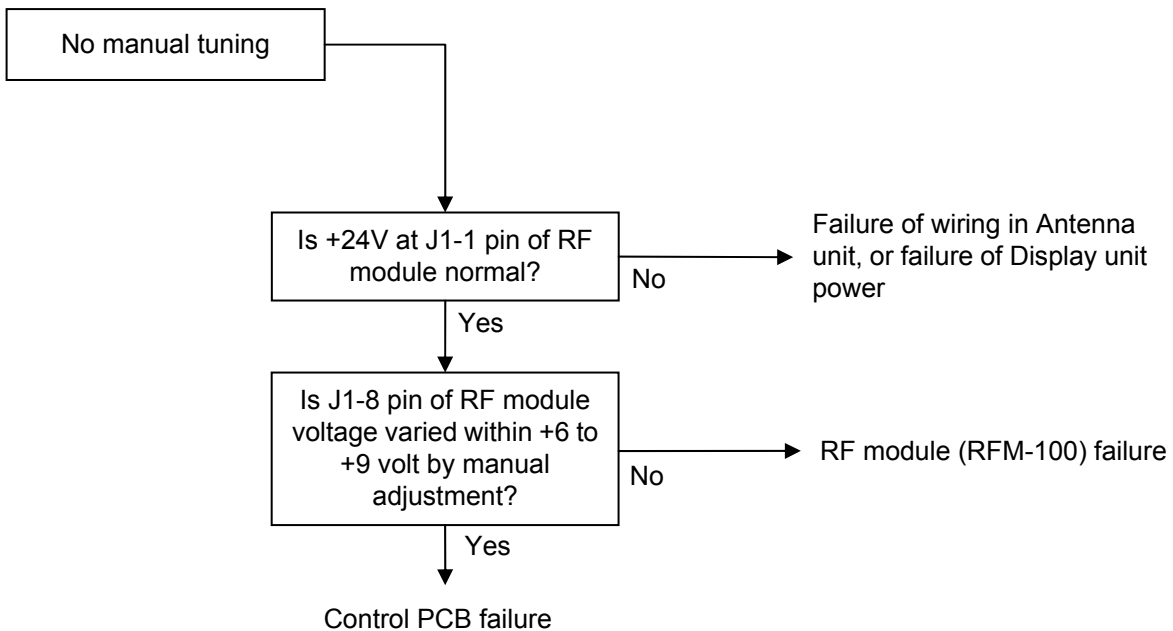 No manual tuning
Is +24V at J1-1 pin of RF
module normal?
No
Failure of wiring in Antenna
unit, or failure of Display unit
power
Yes
Is J1-8 pin of RF module
voltage varied within +6 to
+9 volt by manual
adjustment?
No
RF module (RFM-100) failure
Yes
Control PCB failure